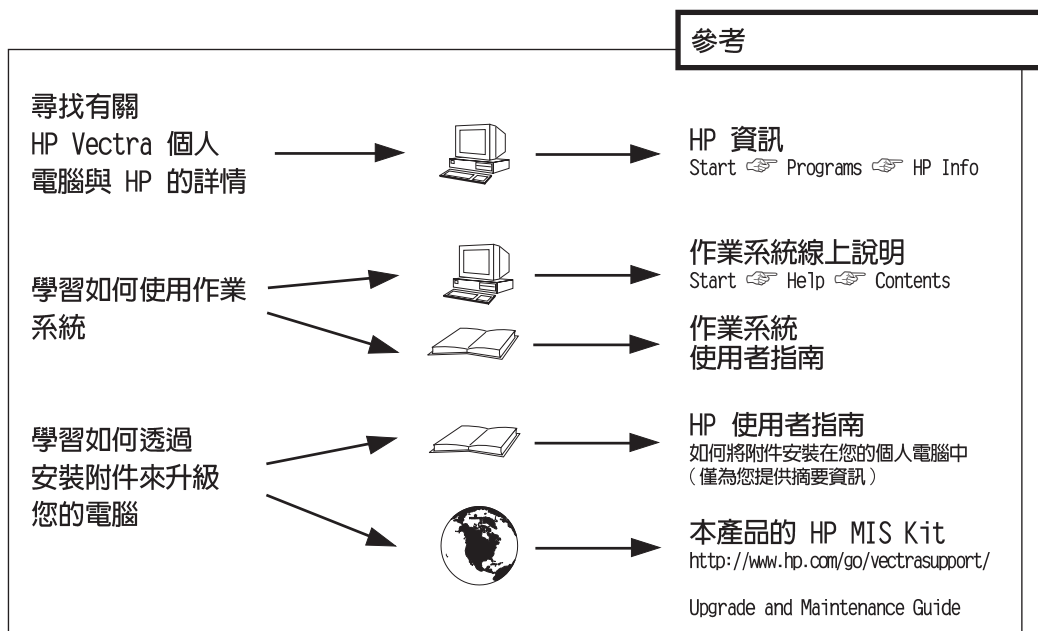 參考
尋找有關
HP Vectra 個人
電腦與 HP 的詳情
HP 資訊
Start ☞ Programs ☞ HP Info
學習如何使用作業
系統
作業系統線上說明
Start ☞ Help ☞ Contents
作業系統
使用者指南
學習如何透過
安裝附件來升級
您的電腦
HP 使用者指南
如何將附件安裝在您的個人電腦中
(僅為您提供摘要資訊)
本產品的 HP MIS Kit
http://www.hp.com/go/vectrasupport/
Upgrade and Maintenance Guide